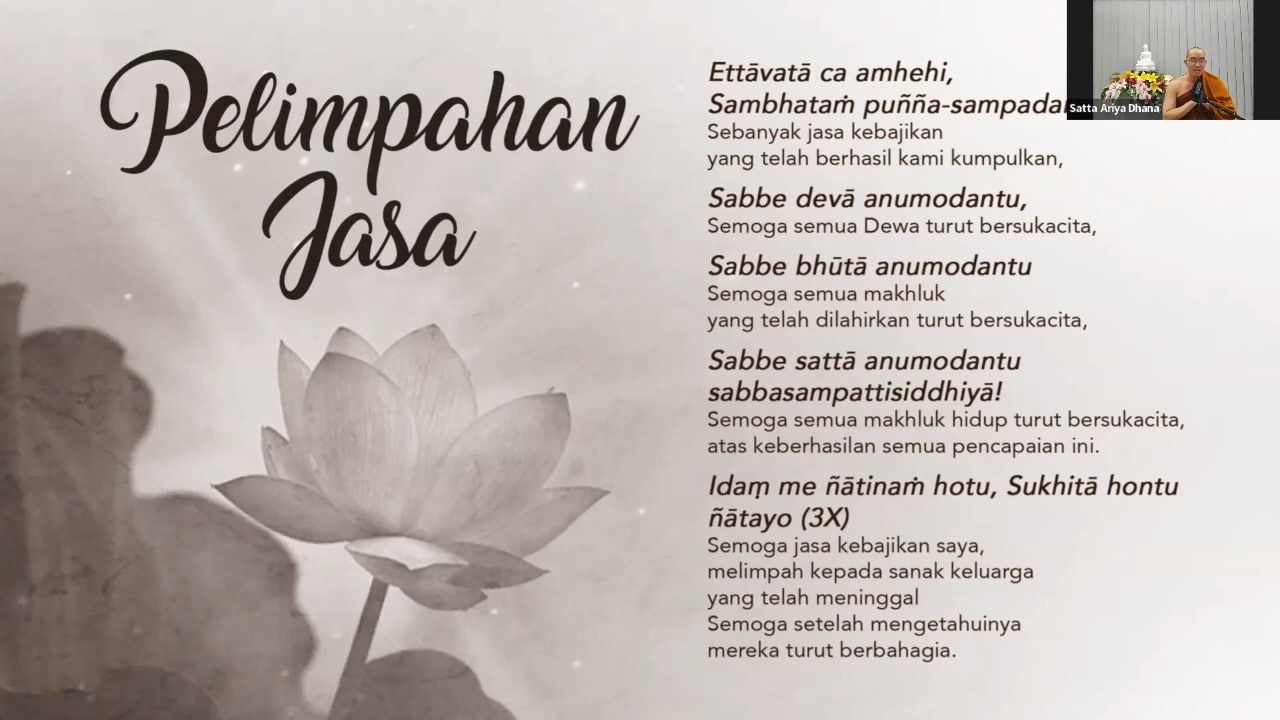 Pelimpahan
Jasa
Ettāvatā ca amhehi,
Sambhataṁ puñña-sampadaṁ
Sebanyak jasa kebajikan
yang telah berhasil kami kumpulkan,
Sabbe devā anumodantu,
Semoga semua Dewa turut bersukacita,
Sabbe bhūtā anumodantu
Semoga semua makhluk
yang telah dilahirkan turut bersukacita,
Sabbe sattā anumodantu
sabbasampattisiddhiyā!
Semoga semua makhluk hidup turut bersukacita,
atas keberhasilan semua pencapaian ini.
Idaṃ me ñātinaṁ hotu, Sukhitā hontu
ñātayo (3X)
Semoga jasa kebajikan saya,
melimpah kepada sanak keluarga
yang telah meninggal
Semoga setelah mengetahuinya
mereka turut berbahagia.
Satta Ariya Dhana